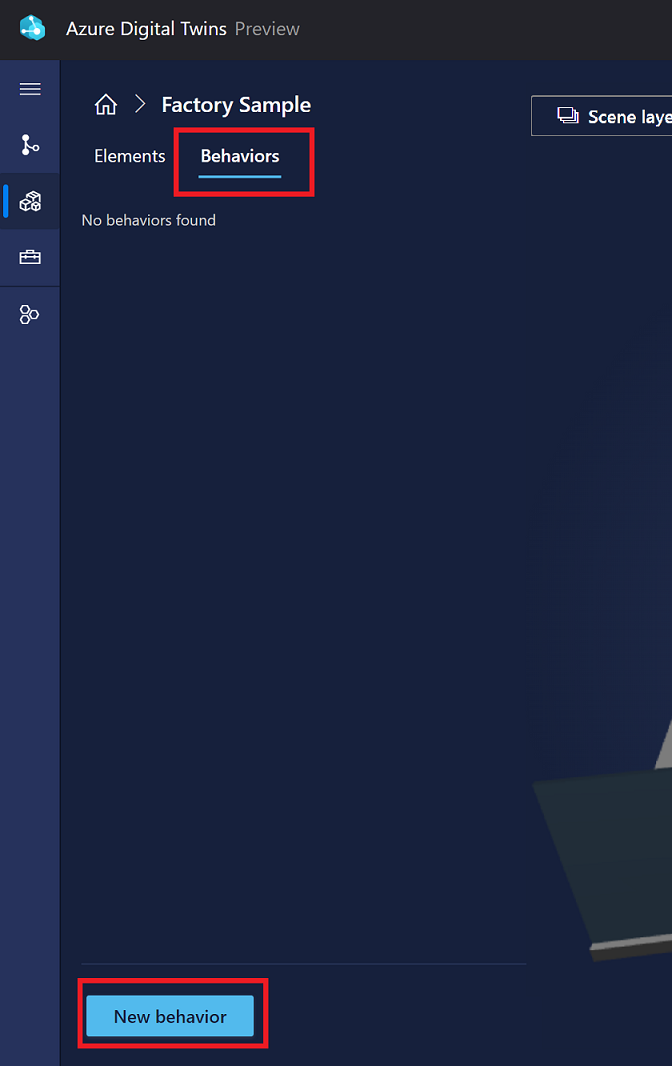 Azure Digital Twins Preview
Factory Sample
Scene laye
Elements Behaviors
No behaviors found
New behavior